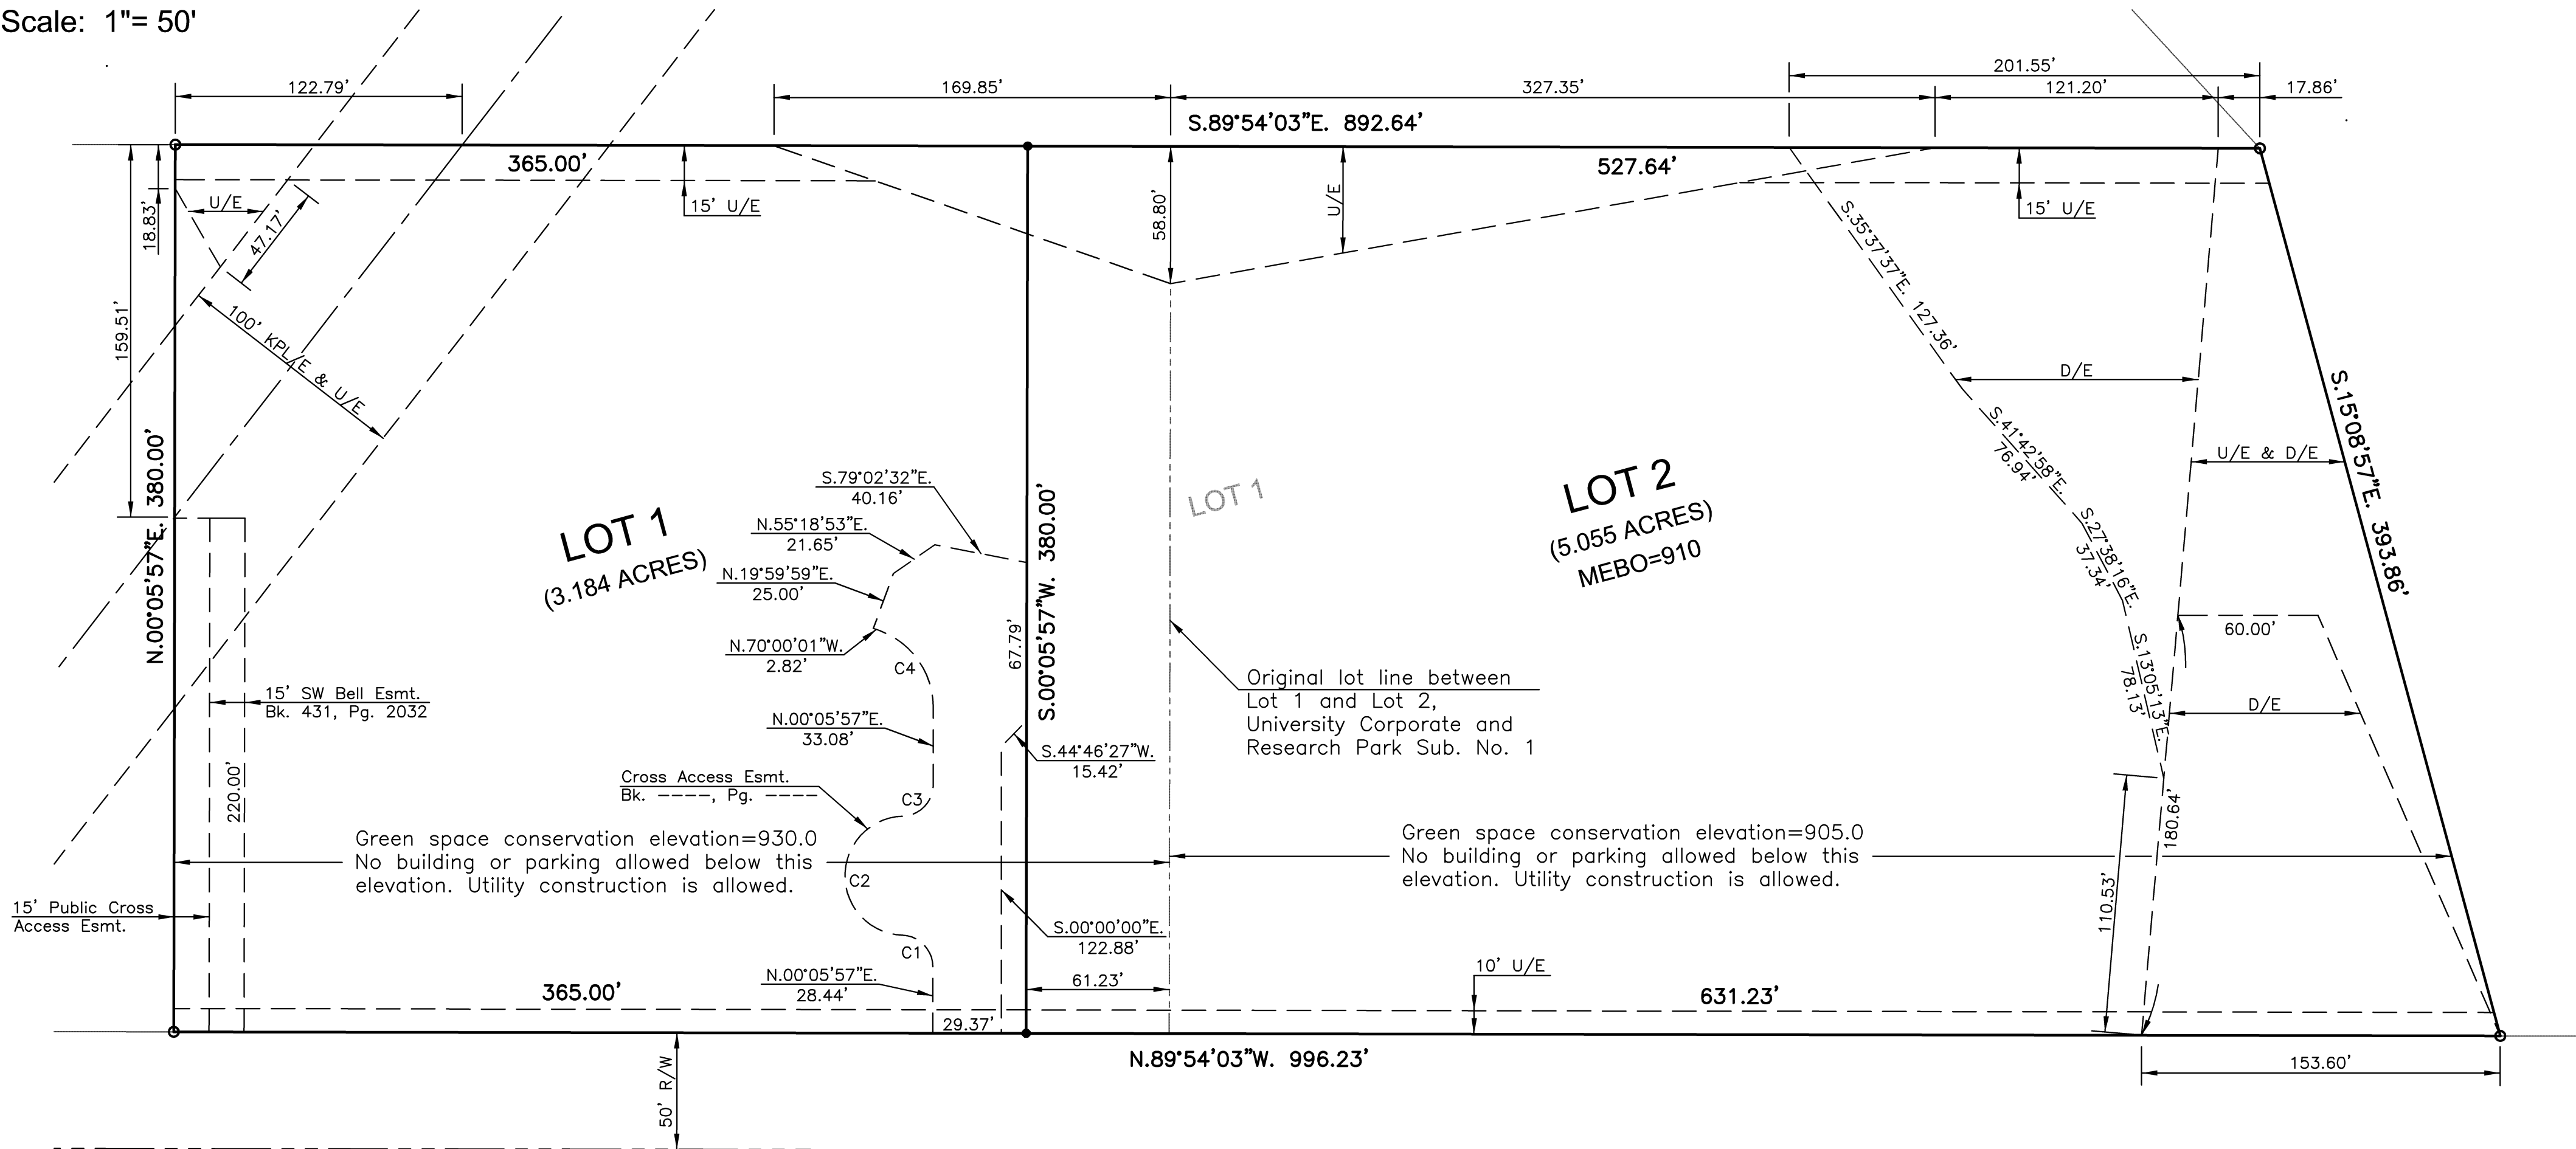 Scale: 1"= 50'
122.79'
169.85'
327.35'
201.55'
121.20'
17.86'
S.89°54'03"E. 892.64'
365.00'
527.64'
18.83'
U/E
47.17'
15' U/E
58.80'
U/E
15' U/E
159.51'
100' KPL/E & U/E
N.00°05'57"E. 380.00'
S.35°37'37"E. 127.36'
D/E
S.41°42'58"E.
76.94'
U/E & D/E
S.15°08'57"E. 393.86'
S.27°38'16"E.
37.34'
S.13°05'13"E.
78.13'
60.00'
D/E
LOT 1
(3.184 ACRES)
S.79°02'32"E.
40.16'
N.55°18'53"E.
21.65'
N.19°59'59"E.
25.00'
N.70°00'01"W.
2.82'
C4
67.79'
S.00°05'57"W. 380.00'
LOT 1
LOT 2
(5.055 ACRES)
MEBO=910
15' SW Bell Esmt.
Bk. 431, Pg. 2032
220.00'
N.00°05'57"E.
33.08'
S.44°46'27"W.
15.42'
Original lot line between
Lot 1 and Lot 2,
University Corporate and
Research Park Sub. No. 1
Cross Access Esmt.
Bk. ----, Pg. ----
C3
C2
C1
Green space conservation elevation=930.0
No building or parking allowed below this
elevation. Utility construction is allowed.
Green space conservation elevation=905.0
No building or parking allowed below this
elevation. Utility construction is allowed.
180.64'
110.53'
15' Public Cross
Access Esmt.
S.00°00'00"E.
122.88'
N.00°05'57"E.
28.44'
61.23'
10' U/E
365.00'
631.23'
29.37'
N.89°54'03"W. 996.23'
153.60'
50' R/W